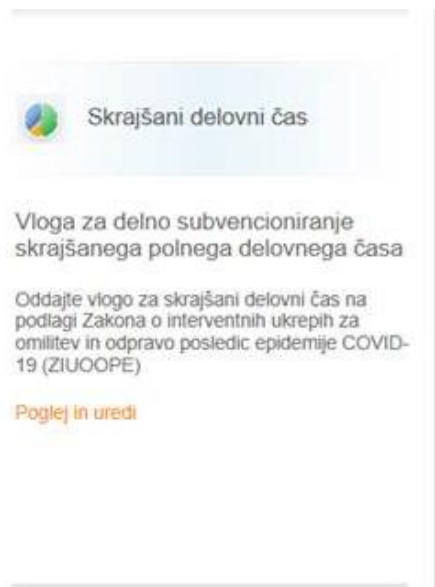 Skrajšani delovni čas
Vloga za delno subvencioniranje
skrajšanega polnega delovnega časa
Oddajte vlogo za skrajšani delovni čas na
podlagi Zakona o interventnih ukrepih za
omilitev in odpravo posledic epidemije COVID-
19 (ZIUOOPE)
Poglej in uredi